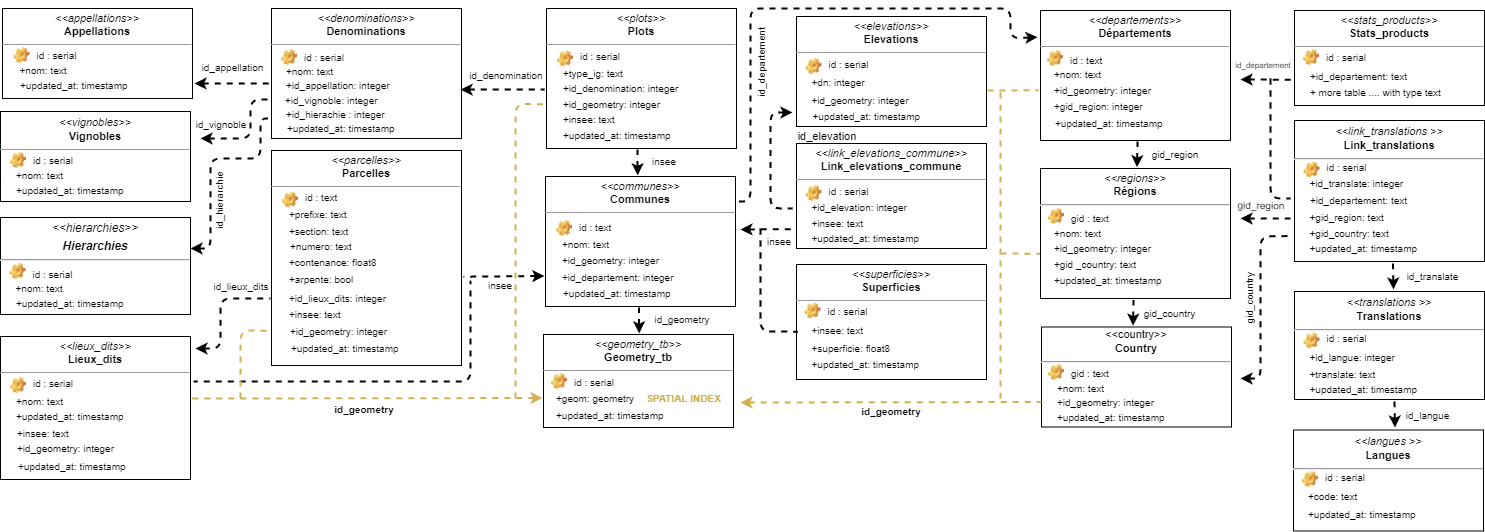 <<appellations>>
Appellations
id : serial
+nom: text
+updated_at: timestamp
<<vignobles>>
Vignobles
id : serial
+nom: text
+updated_at: timestamp
<<hierarchies>>
Hierarchies
id : serial
+nom: text
+updated_at: timestamp
<<lieux_dits>>
Lieux_dits
id : serial
+nom: text
+updated_at: timestamp
+insee: text
+id_geometry: integer
+updated_at: timestamp
id_appellation
id_vignoble
id_hierarchie
id_lieux_dits
<<denominations>>
Denominations
id : serial
+nom: text
+id_appellation: integer
+id_vignoble: integer
+id_hierachie : integer
+updated_at: timestamp
<<parcelles>>
Parcelles
id : text
+prefixe: text
+section: text
+numero: text
+contenance: float8
+arpente: bool
+id_lieux_dits: integer
+insee: text
+id_geometry: integer
+updated_at: timestamp
id_denomination
insee
id_geometry
<<plots>>
Plots
id : serial
+type_ig: text
+id_denomination: integer
+id_geometry: integer
+insee: text
+updated_at: timestamp
insee
<<communes>>
Communes
id : text
+nom: text
+id_geometry: integer
+id_departement: integer
+updated_at: timestamp
id_geometry
<<geometry_tb>>
Geometry_tb
id : serial
+geom: geometry SPATIAL INDEX
+updated_at: timestamp
id_departement
<<elevations>>
Elevations
id : serial
+dn: integer
+id_geometry: integer
+updated_at: timestamp
id_elevation
<<link_elevations_commune>>
Link_elevations_commune
id : serial
+id_elevation: integer
+insee: text
+updated_at: timestamp
insee
<<superficies>>
Superficies
id : serial
+insee: text
+superficie: float8
+updated_at: timestamp
id_geometry
<<departements>>
Départements
id : text
+nom: text
+id_geometry: integer
+gid_region: integer
+updated_at: timestamp
gid_region
<<regions>>
Régions
gid : text
+nom: text
+id_geometry: integer
+gid _country: text
+updated_at: timestamp
gid_country
<<country>>
Country
gid : text
+nom: text
+id_geometry: integer
+updated_at: timestamp
id_departement
gid_region
gid_country
<<stats_products>>
Stats_products
id : serial
+id_departement: text
+ more table .... with type text
<<link_translations >>
Link_translations
id : serial
+id_translate: integer
+id_departement: text
+gid_region: text
+gid_country: text
+updated_at: timestamp
id_translate
<<translations >>
Translations
id : serial
+id_langue: integer
+translate: text
+updated_at: timestamp
id_langue
<<langues >>
Langues
id : serial
+code: text
+updated_at: timestamp